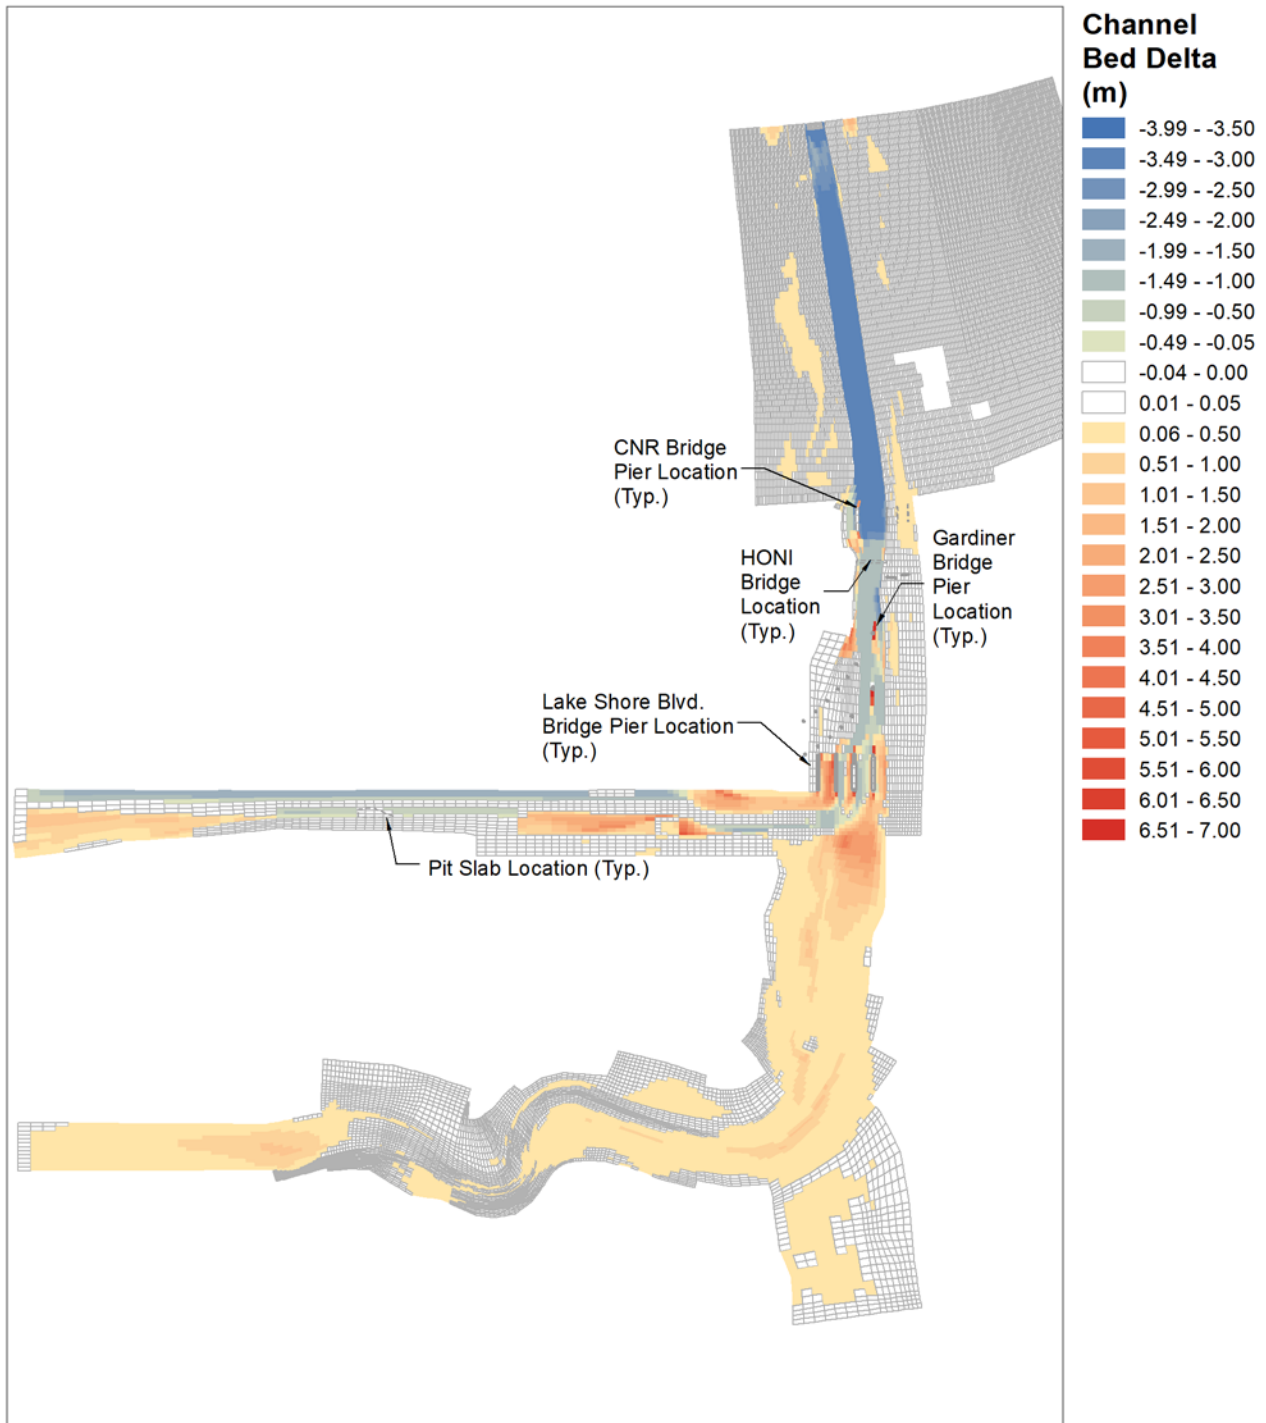 Channel
Bed Delta
(m)
-3.99 - -3.50
-3.49 - -3.00
-2.99 - -2.50
-2.49 - -2.00
-1.99 - -1.50
-1.49 - -1.00
-0.99 - -0.50
-0.49 - -0.05
-0.04 - 0.00
0.01 - 0.05
0.06 - 0.50
0.51 - 1.00
1.01 - 1.50
1.51 - 2.00
2.01 - 2.50
2.51 - 3.00
3.01 - 3.50
3.51 - 4.00
4.01 - 4.50
4.51 - 5.00
5.01 - 5.50
5.51 - 6.00
6.01 - 6.50
6.51 - 7.00
CNR Bridge
Pier Location
(Typ.)
HONI
Bridge
Location
(Typ.)
Gardiner
Bridge
Pier
Location
(Typ.)
Lake Shore Blvd.
Bridge Pier Location
(Typ.)
Pit Slab Location (Typ.)